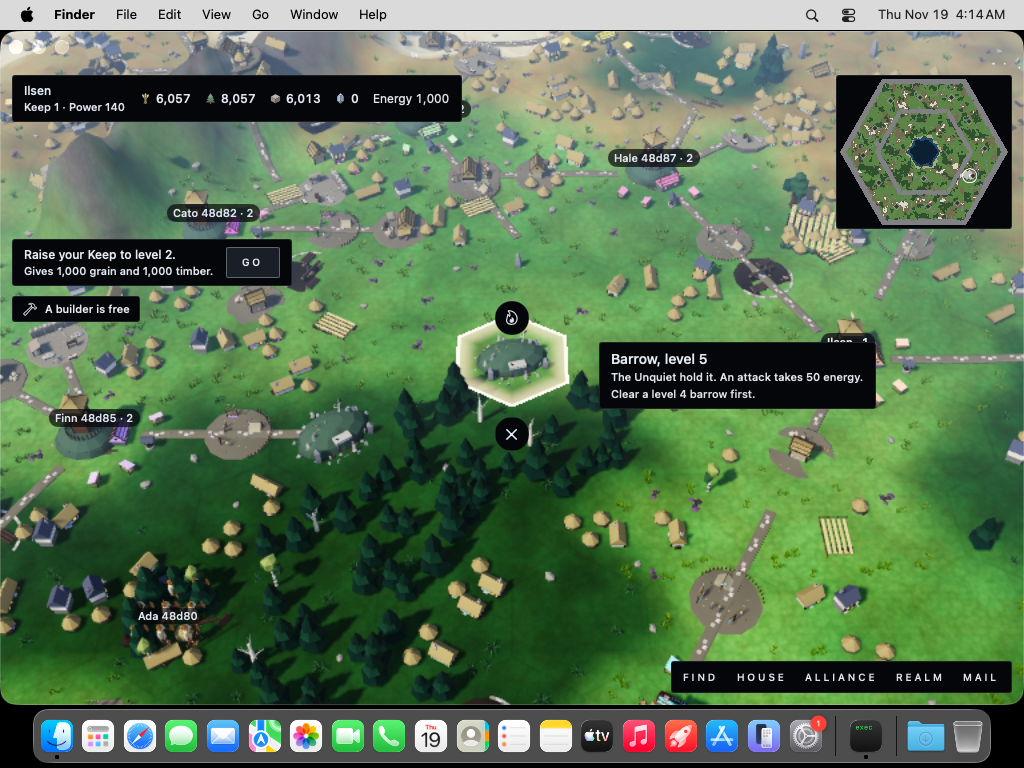 Finder File Edit View Go Window Help
Thu Nov 19 4:14 AM
Ilsen
Keep 1 · Power 140
6,057 8,057 6,013 0 Energy 1,000
Hale 48d87 · 2
Cato 48d82 · 2
Raise your Keep to level 2.
Gives 1,000 grain and 1,000 timber.
GO
A builder is free
Barrow, level 5
The Unquiet hold it. An attack takes 50 energy.
Clear a level 4 barrow first.
Finn 48d85 · 2
Ada 48d80
FIND HOUSE ALLIANCE REALM MAIL
Thu
19
tv
1
exec